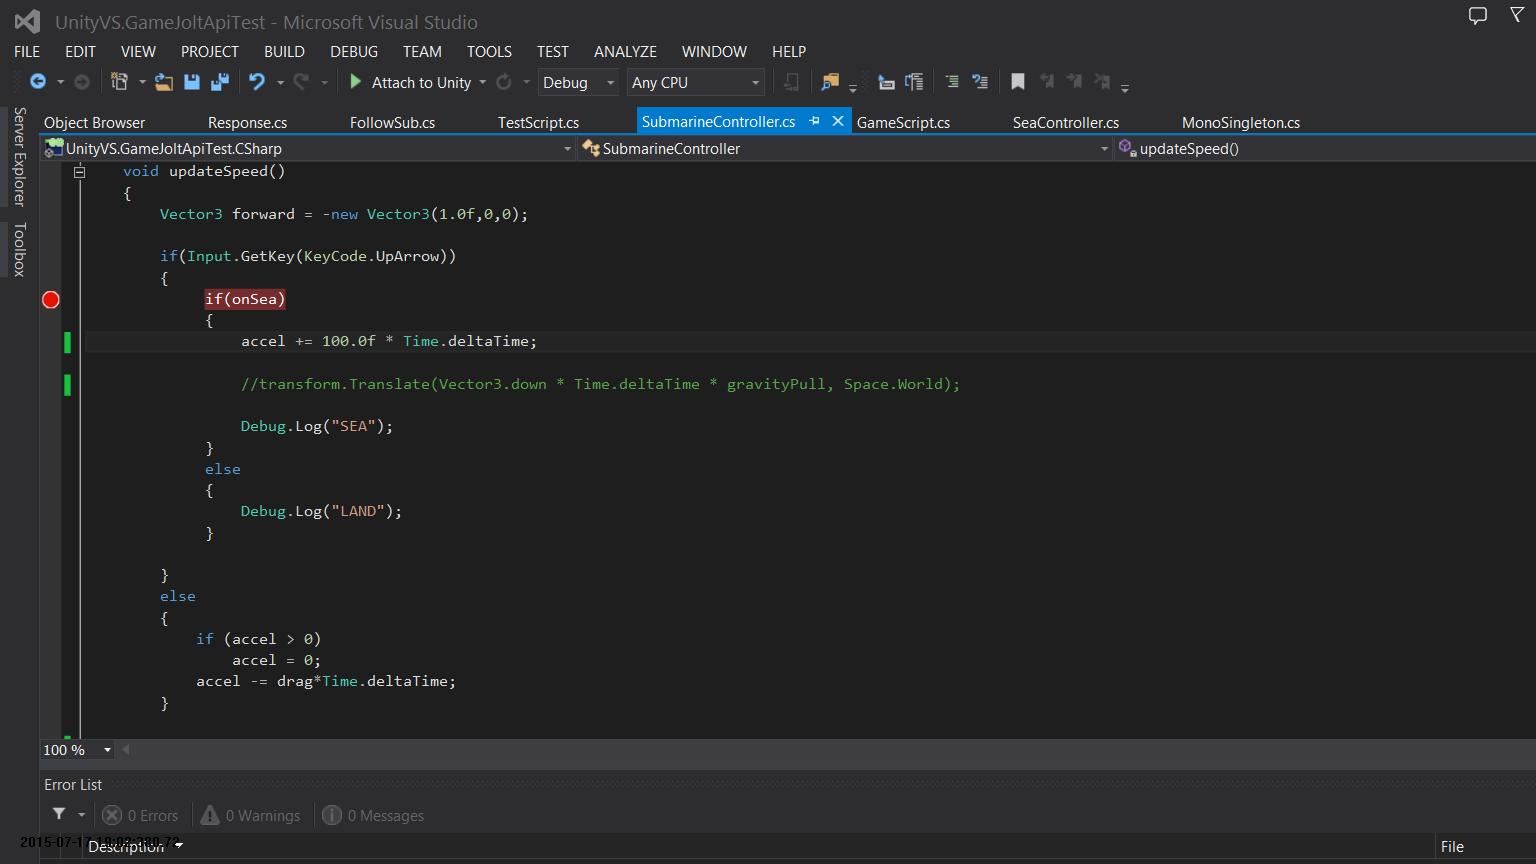 UnityVS.GameJoltApiTest - Microsoft Visual Studio
FILE EDIT VIEW PROJECT BUILD DEBUG TEAM TOOLS TEST ANALYZE WINDOW HELP
Attach to Unity Debug Any CPU
Server Explorer
Toolbox
Object Browser Response.cs FollowSub.cs TestScript.cs SubmarineController.cs GameScript.cs SeaController.cs MonoSingleton.cs
UnityVS.GameJoltApiTest.CSharp SubmarineController updateSpeed()
void updateSpeed()
{
Vector3 forward = -new Vector3(1.0f,0,0);
if(Input.GetKey(KeyCode.UpArrow))
{
if(onSea)
{
accel += 100.0f * Time.deltaTime;
//transform.Translate(Vector3.down * Time.deltaTime * gravityPull, Space.World);
Debug.Log("SEA");
}
else
{
Debug.Log("LAND");
}
}
else
{
if (accel > 0)
accel = 0;
accel -= drag*Time.deltaTime;
}
100 %
Error List
0 Errors 0 Warnings 0 Messages
Description File